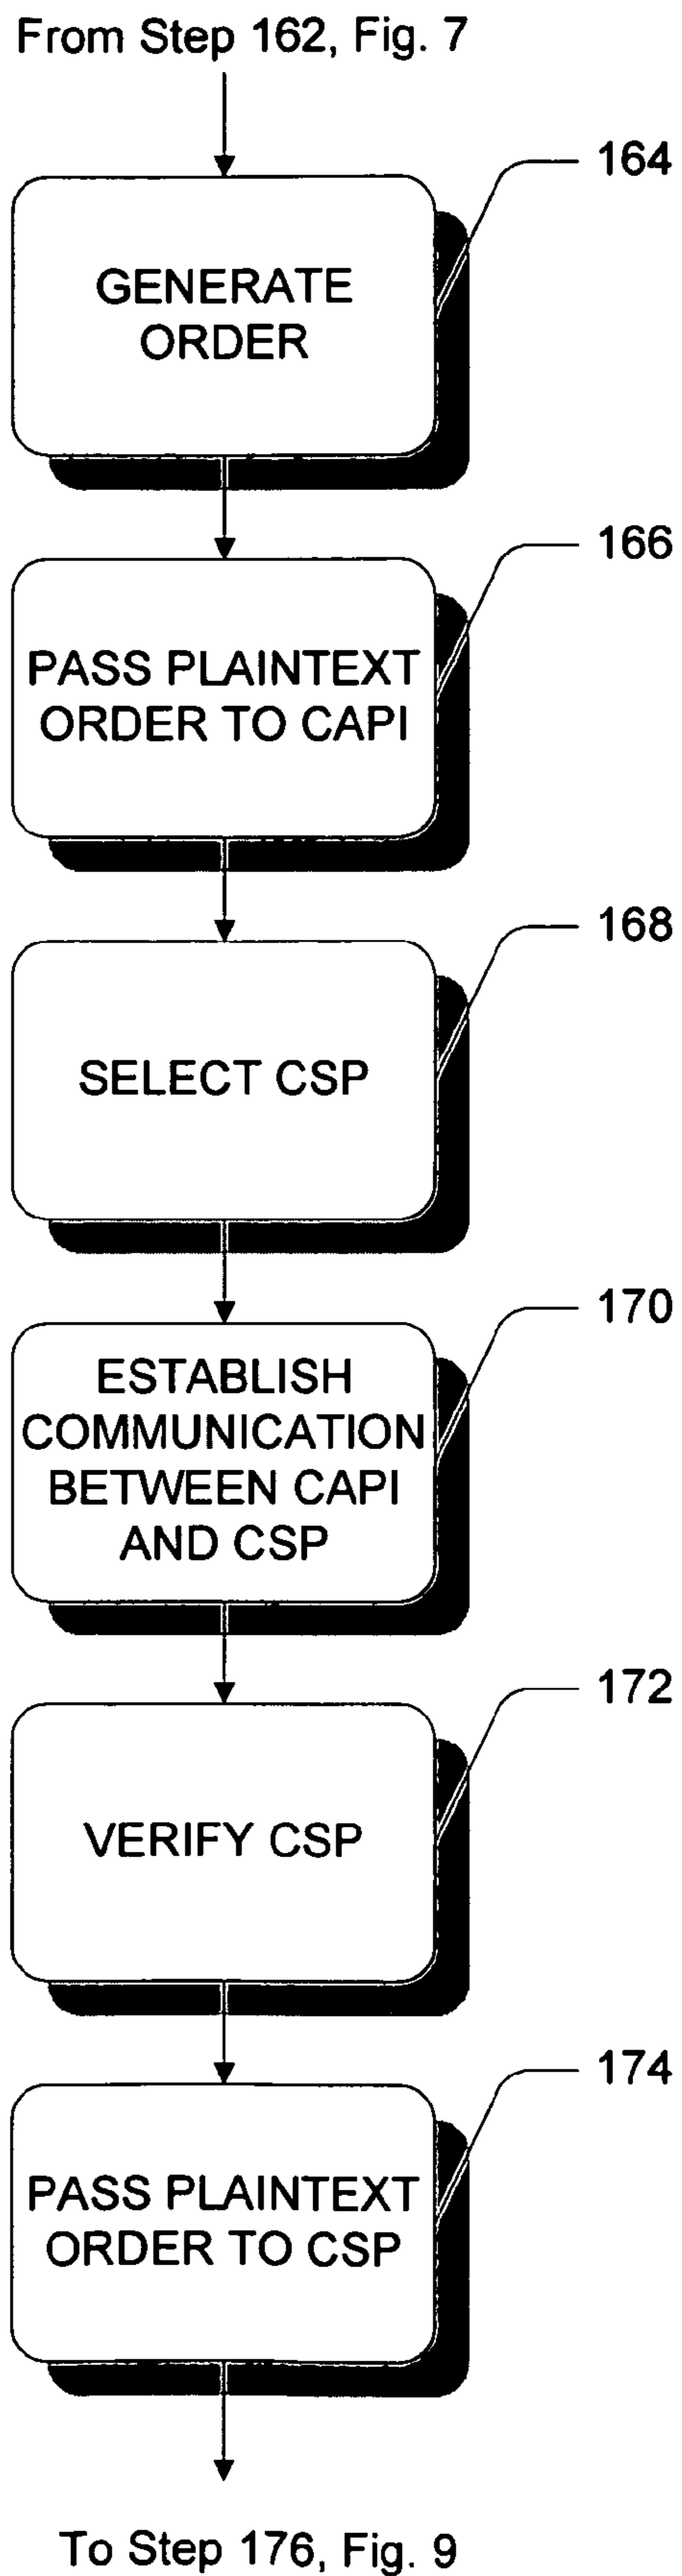 From Step 162, Fig. 7
164
GENERATE
ORDER
166
PASS PLAINTEXT
ORDER TO CAPI
168
SELECT CSP
170
ESTABLISH
COMMUNICATION
BETWEEN CAPI
AND CSP
172
VERIFY CSP
174
PASS PLAINTEXT
ORDER TO CSP
To Step 176, Fig. 9